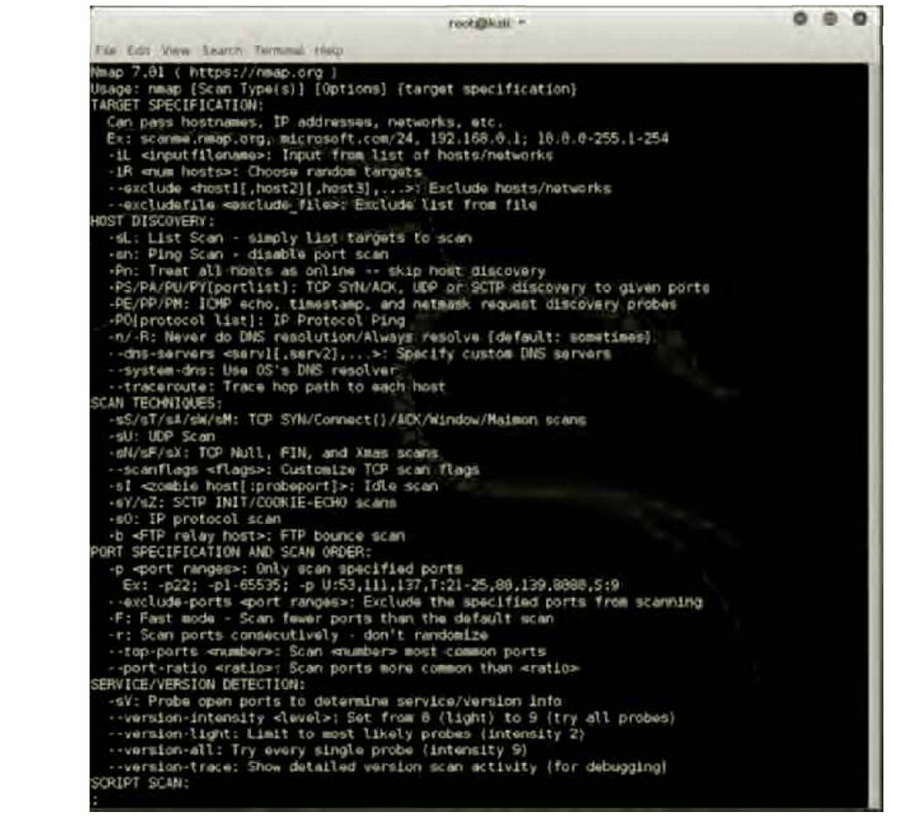 root@kali: ~
File Edit View Search Terminal Help
Nmap 7.01 ( https://nmap.org )
Usage: nmap [Scan Type(s)] [Options] {target specification}
TARGET SPECIFICATION:
Can pass hostnames, IP addresses, networks, etc.
Ex: scanme.nmap.org, microsoft.com/24, 192.168.0.1; 10.0.0-255.1-254
-iL <inputfilename>: Input from list of hosts/networks
-iR <num hosts>: Choose random targets
--exclude <host1[,host2][,host3],...>: Exclude hosts/networks
--excludefile <exclude_file>: Exclude list from file
HOST DISCOVERY:
-sL: List Scan - simply list targets to scan
-sn: Ping Scan - disable port scan
-Pn: Treat all hosts as online -- skip host discovery
-PS/PA/PU/PY[portlist]: TCP SYN/ACK, UDP or SCTP discovery to given ports
-PE/PP/PM: ICMP echo, timestamp, and netmask request discovery probes
-PO[protocol list]: IP Protocol Ping
-n/-R: Never do DNS resolution/Always resolve [default: sometimes]
--dns-servers <serv1[,serv2],...>: Specify custom DNS servers
--system-dns: Use OS's DNS resolver
--traceroute: Trace hop path to each host
SCAN TECHNIQUES:
-sS/sT/sA/sW/sM: TCP SYN/Connect()/ACK/Window/Maimon scans
-sU: UDP Scan
-sN/sF/sX: TCP Null, FIN, and Xmas scans
--scanflags <flags>: Customize TCP scan flags
-sI <zombie host[:probeport]>: Idle scan
-sY/sZ: SCTP INIT/COOKIE-ECHO scans
-sO: IP protocol scan
-b <FTP relay host>: FTP bounce scan
PORT SPECIFICATION AND SCAN ORDER:
-p <port ranges>: Only scan specified ports
Ex: -p22; -p1-65535; -p U:53,111,137,T:21-25,80,139,8080,S:9
--exclude-ports <port ranges>: Exclude the specified ports from scanning
-F: Fast mode - Scan fewer ports than the default scan
-r: Scan ports consecutively - don't randomize
--top-ports <number>: Scan <number> most common ports
--port-ratio <ratio>: Scan ports more common than <ratio>
SERVICE/VERSION DETECTION:
-sV: Probe open ports to determine service/version info
--version-intensity <level>: Set from 0 (light) to 9 (try all probes)
--version-light: Limit to most likely probes (intensity 2)
--version-all: Try every single probe (intensity 9)
--version-trace: Show detailed version scan activity (for debugging)
SCRIPT SCAN:
: